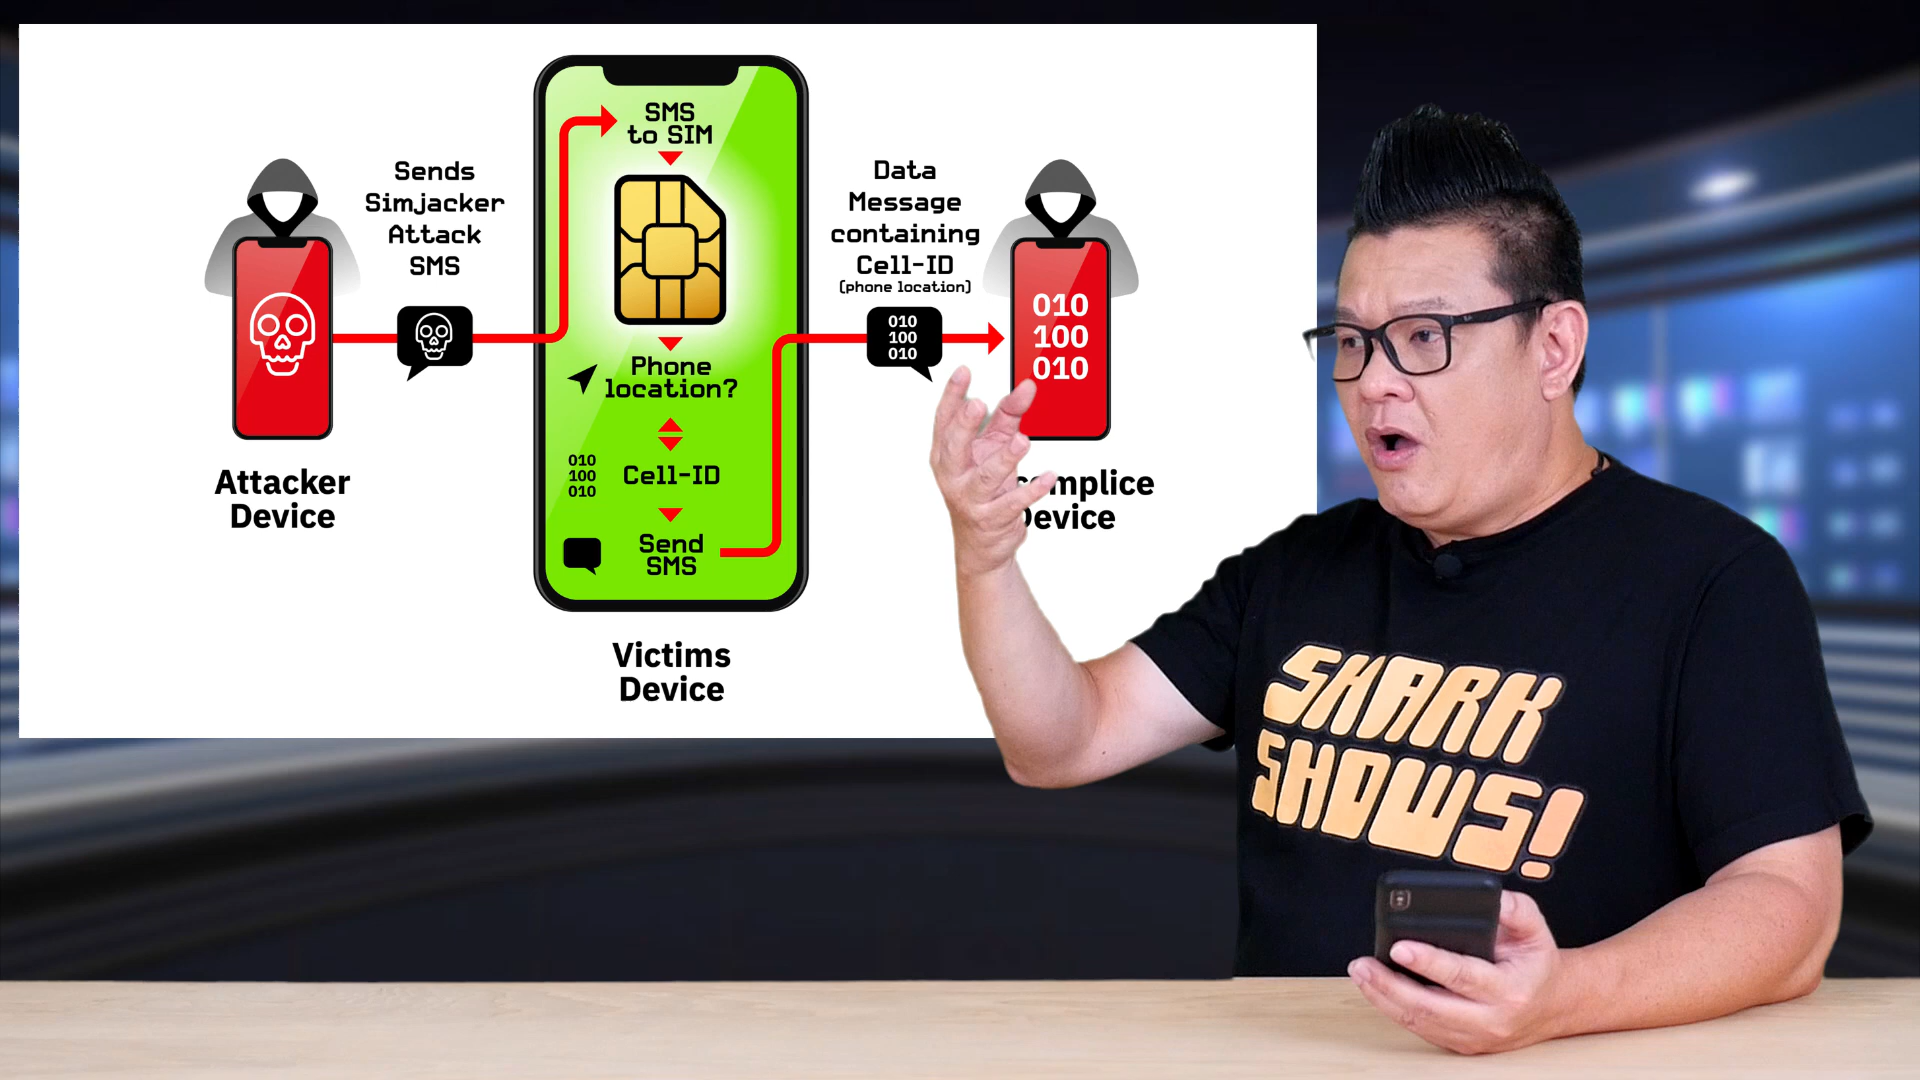 Sends
Simjacker
Attack
SMS
Attacker
Device
SMS
to SIM
Phone
location?
010
100
010
Cell-ID
Send
SMS
Victims
Device
Data
Message
containing
Cell-ID
(phone location)
010
100
010
010
100
010
Device
SHARK
SHOWS!